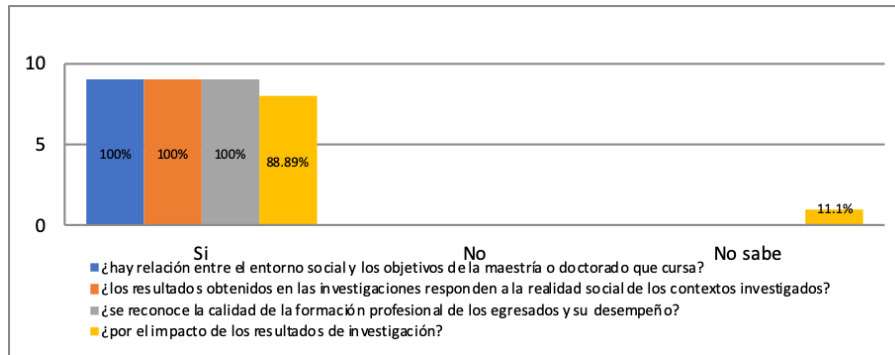 10
5
0
100%
100%
100%
88.89%
11.1%
Si
No
No sabe
¿hay relación entre el entorno social y los objetivos de la maestría o doctorado que cursa?
¿los resultados obtenidos en las investigaciones responden a la realidad social de los contextos investigados?
¿se reconoce la calidad de la formación profesional de los egresados y su desempeño?
¿por el impacto de los resultados de investigación?